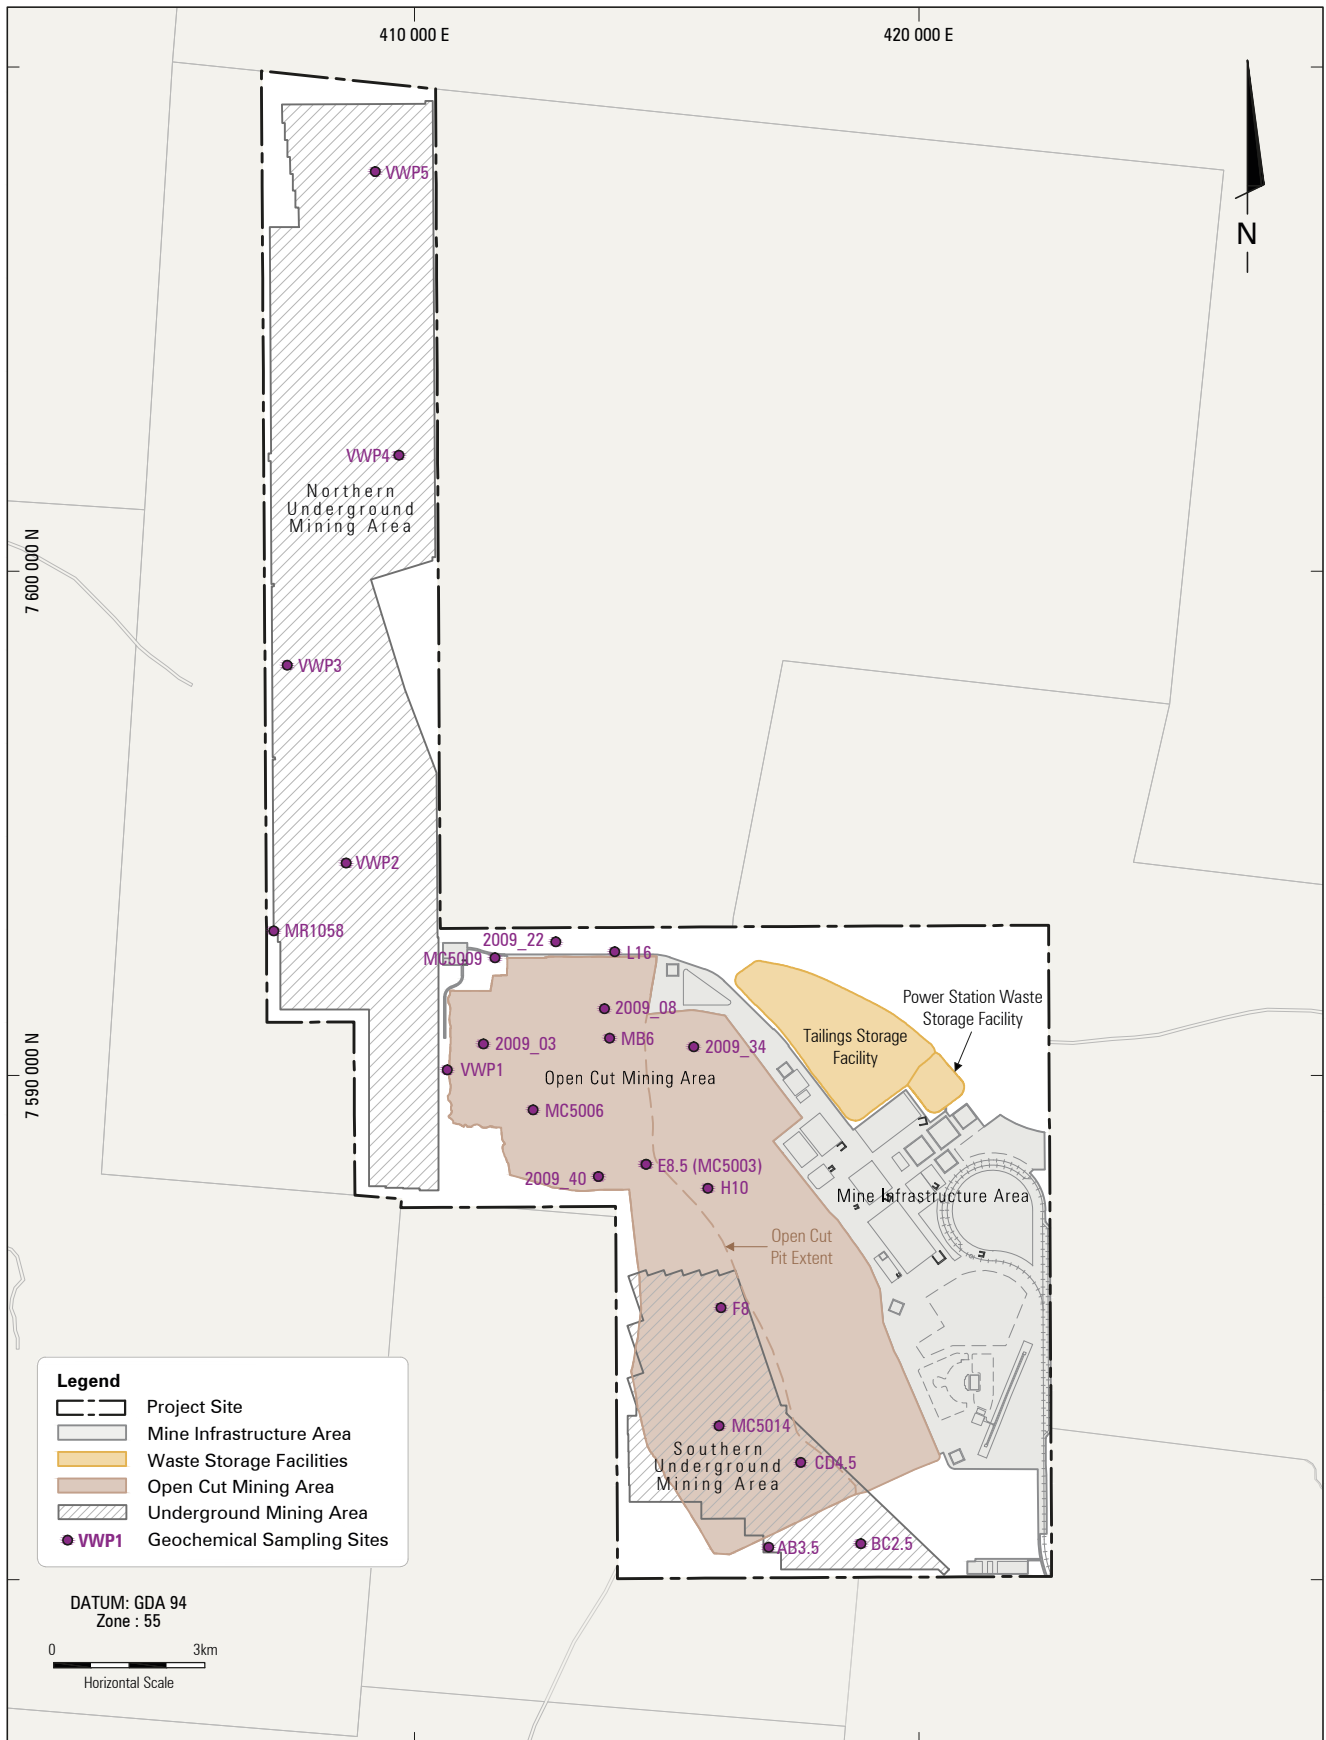 410 000 E
420 000 E
N
VWP5
VWP4
Northern
Underground
Mining Area
7 600 000 N
VWP3
VWP2
MR1058
2009_22
MC5009
L16
2009_08
Power Station Waste
Storage Facility
MB6
2009_03
2009_34
Tailings Storage
Facility
VWP1
Open Cut Mining Area
7 590 000 N
MC5006
E8.5 (MC5003)
2009_40
H10
Mine Infrastructure Area
Open Cut
Pit Extent
F8
MC5014
Southern
Underground
Mining Area
CD4.5
AB3.5
BC2.5
Legend
Project Site
Mine Infrastructure Area
Waste Storage Facilities
Open Cut Mining Area
Underground Mining Area
VWP1 Geochemical Sampling Sites
DATUM: GDA 94
Zone : 55
0 3km
Horizontal Scale